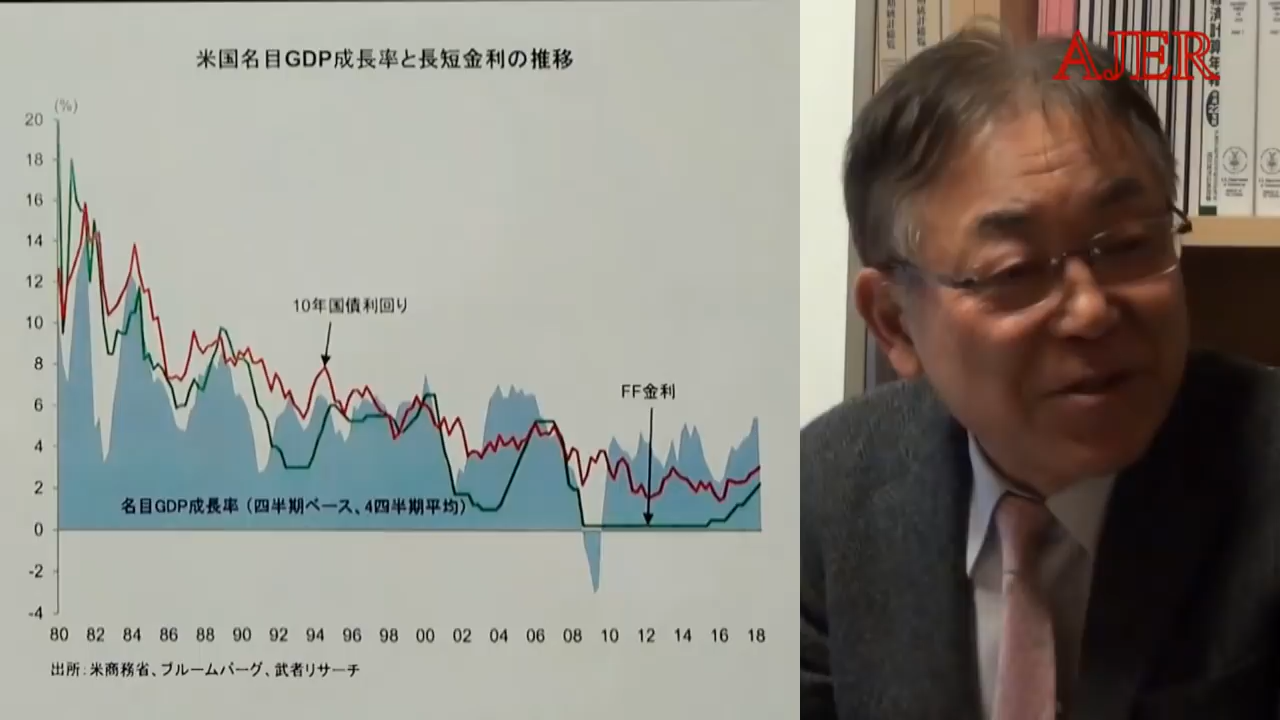 米国名目GDP成長率と長短金利の推移
(%)
20
18
16
14
12
10
8
6
4
2
0
-2
-4
10年国債利回り
FF金利
名目GDP成長率（四半期ベース、4四半期平均）
80 82 84 86 88 90 92 94 96 98 00 02 04 06 08 10 12 14 16 18
出所：米商務省、ブルームバーグ、武者リサーチ
AJER